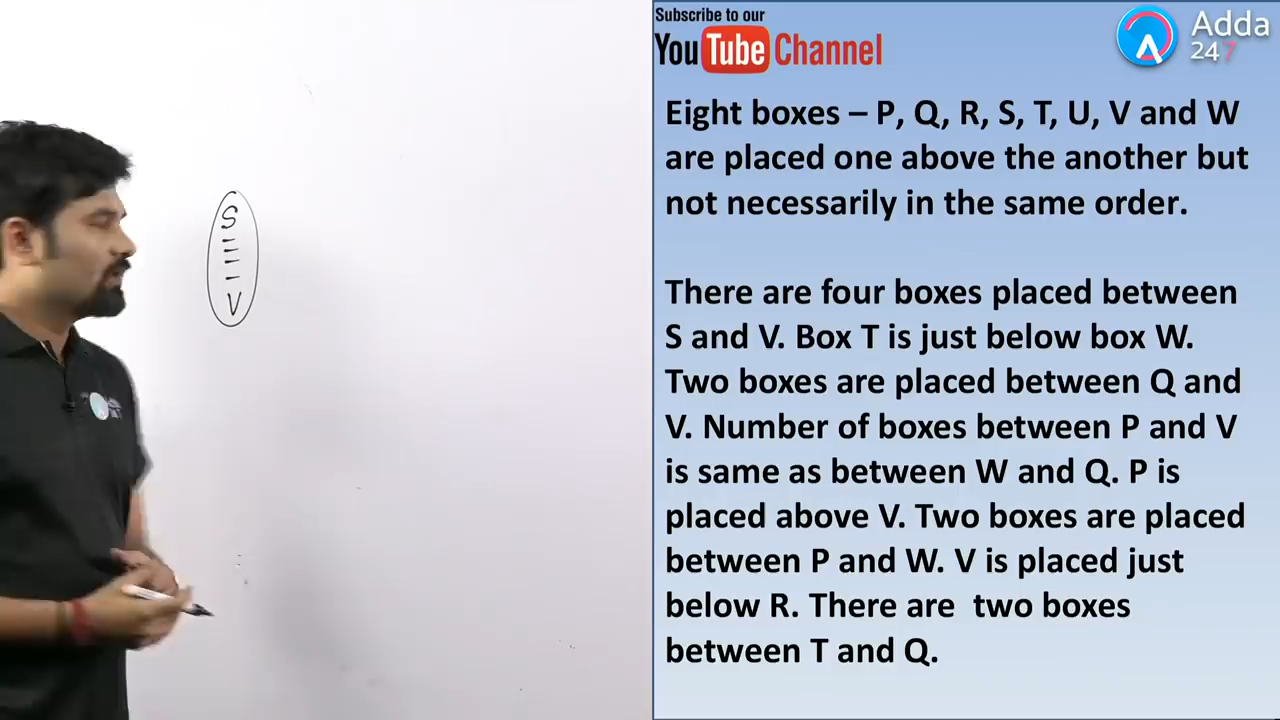 Subscribe to our
YouTube Channel
Adda
247
Eight boxes – P, Q, R, S, T, U, V and W
are placed one above the another but
not necessarily in the same order.
There are four boxes placed between
S and V. Box T is just below box W.
Two boxes are placed between Q and
V. Number of boxes between P and V
is same as between W and Q. P is
placed above V. Two boxes are placed
between P and W. V is placed just
below R. There are  two boxes
between T and Q.
S
–
–
–
–
V